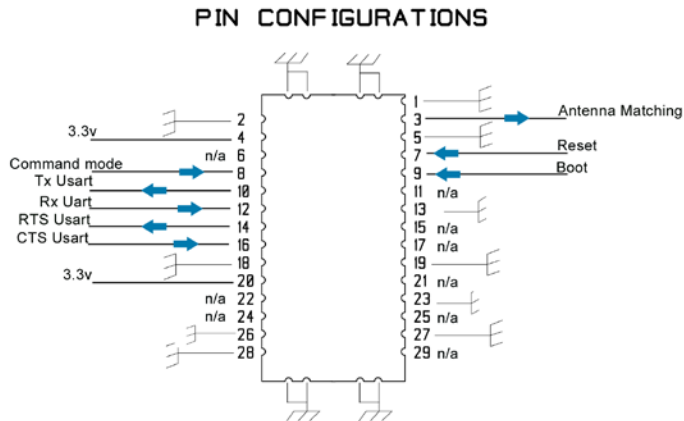 PIN CONFIGURATIONS
1
2
3 Antenna Matching
3.3v 4
5
n/a 6
7 Reset
Command mode 8
9 Boot
Tx Usart 10
11 n/a
Rx Uart 12
13
RTS Usart 14
15 n/a
CTS Usart 16
17 n/a
18
19
3.3v 20
21 n/a
n/a 22
23
n/a 24
25 n/a
26
27
28
29 n/a